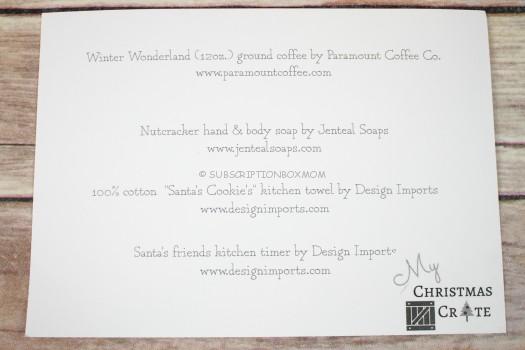 Winter Wonderland (12oz.) ground coffee by Paramount Coffee Co.
www.paramountcoffee.com
Nutcracker hand & body soap by Jenteal Soaps
www.jentealsoaps.com
© SUBSCRIPTIONBOXMOM
100% cotton "Santa's Cookie's" kitchen towel by Design Imports
www.designimports.com
Santa's friends kitchen timer by Design Imports
www.designimports.com
My
CHRISTMAS
CRATE